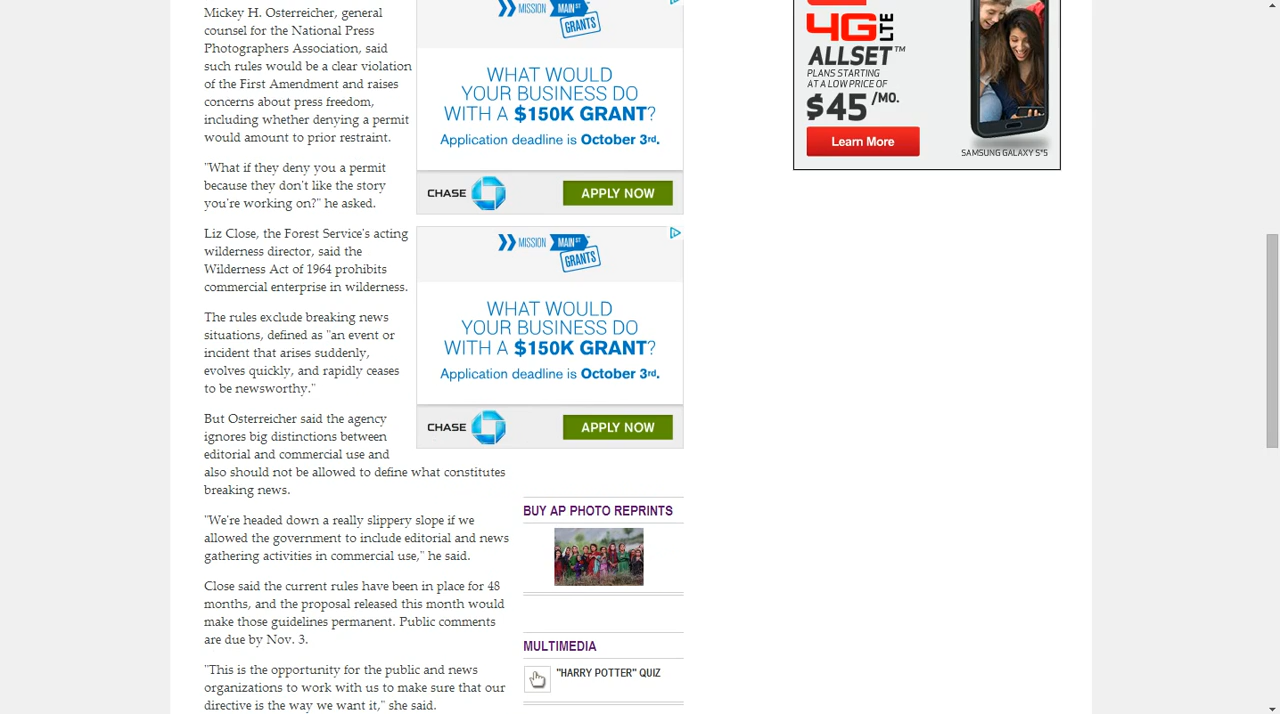 Mickey H. Osterreicher, general
counsel for the National Press
Photographers Association, said
such rules would be a clear violation
of the First Amendment and raises
concerns about press freedom,
including whether denying a permit
would amount to prior restraint.
"What if they deny you a permit
because they don't like the story
you're working on?" he asked.
Liz Close, the Forest Service's acting
wilderness director, said the
Wilderness Act of 1964 prohibits
commercial enterprise in wilderness.
The rules exclude breaking news
situations, defined as "an event or
incident that arises suddenly,
evolves quickly, and rapidly ceases
to be newsworthy."
But Osterreicher said the agency
ignores big distinctions between
editorial and commercial use and
also should not be allowed to define what constitutes
breaking news.
"We're headed down a really slippery slope if we
allowed the government to include editorial and news
gathering activities in commercial use," he said.
Close said the current rules have been in place for 48
months, and the proposal released this month would
make those guidelines permanent. Public comments
are due by Nov. 3.
"This is the opportunity for the public and news
organizations to work with us to make sure that our
directive is the way we want it," she said.
MISSION MAIN ST
GRANTS
WHAT WOULD
YOUR BUSINESS DO
WITH A $150K GRANT?
Application deadline is October 3rd.
CHASE
APPLY NOW
MISSION MAIN ST
GRANTS
WHAT WOULD
YOUR BUSINESS DO
WITH A $150K GRANT?
Application deadline is October 3rd.
CHASE
APPLY NOW
BUY AP PHOTO REPRINTS
MULTIMEDIA
"HARRY POTTER" QUIZ
4G LTE
ALLSET™
PLANS STARTING
AT A LOW PRICE OF
$45/MO.
Learn More
SAMSUNG GALAXY S®5